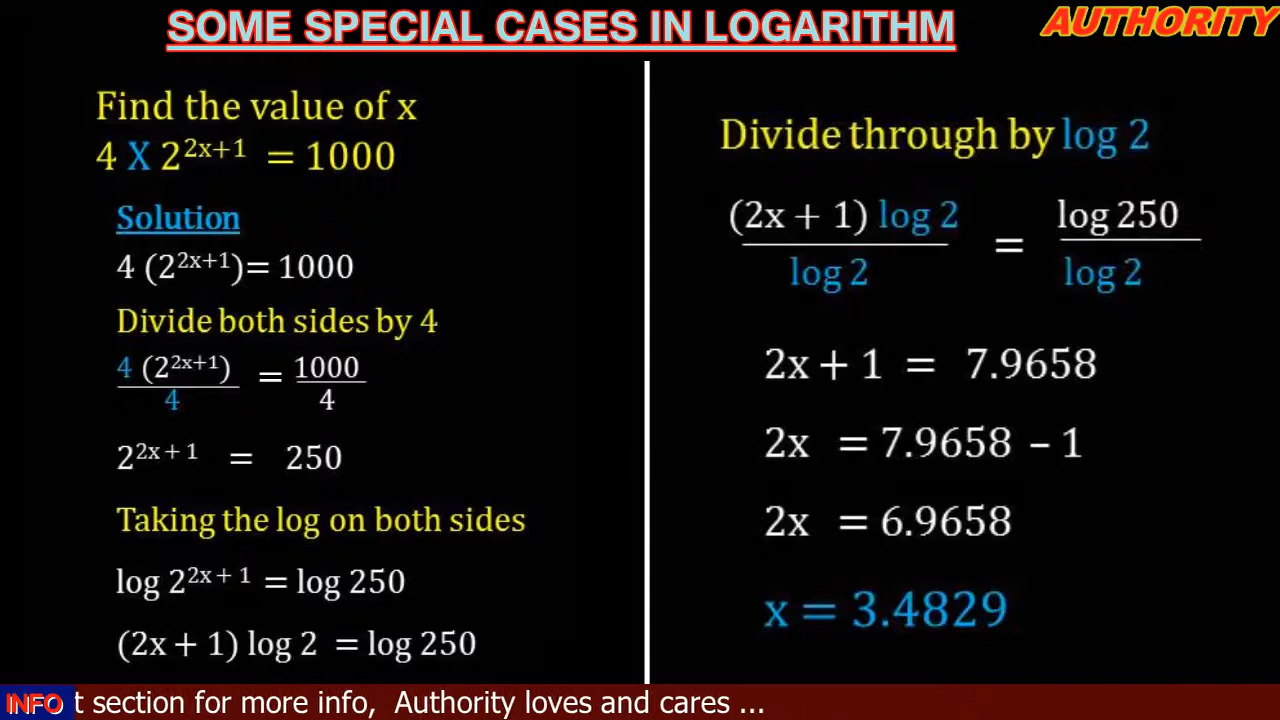 SOME SPECIAL CASES IN LOGARITHM
AUTHORITY
Find the value of x
4 X 2^{2x+1} = 1000
Solution
4 (2^{2x+1})= 1000
Divide both sides by 4
4 (2^{2x+1}) = 1000
4 4
2^{2x + 1} = 250
Taking the log on both sides
log 2^{2x + 1} = log 250
(2x + 1) log 2 = log 250
Divide through by log 2
(2x + 1) log 2 = log 250
log 2 log 2
2x + 1 = 7.9658
2x = 7.9658 – 1
2x = 6.9658
x = 3.4829
INFO t section for more info, Authority loves and cares ...